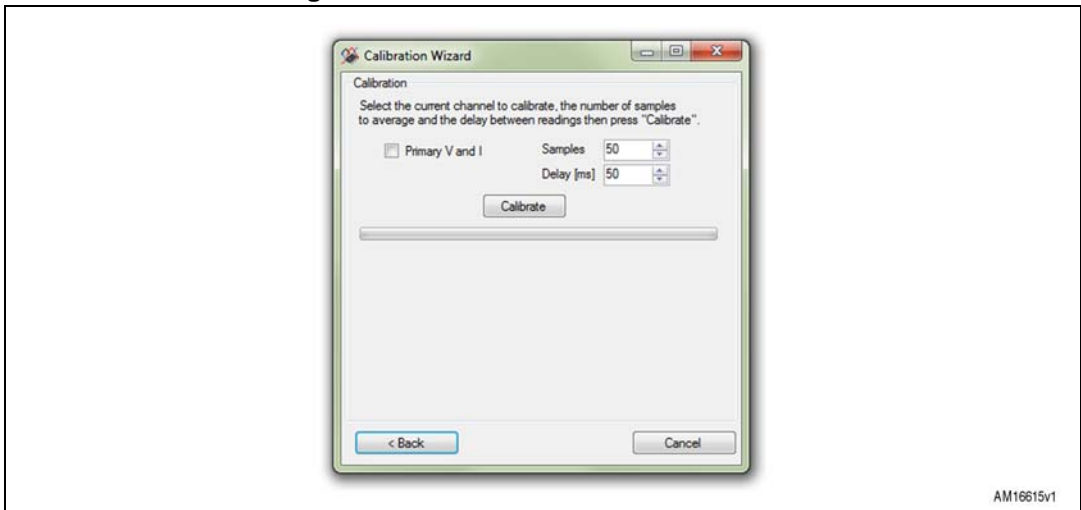 Calibration Wizard
Calibration
Select the current channel to calibrate, the number of samples
to average and the delay between readings then press "Calibrate".
Primary V and I
Samples 50
Delay [ms] 50
Calibrate
< Back
Cancel
AM16615v1